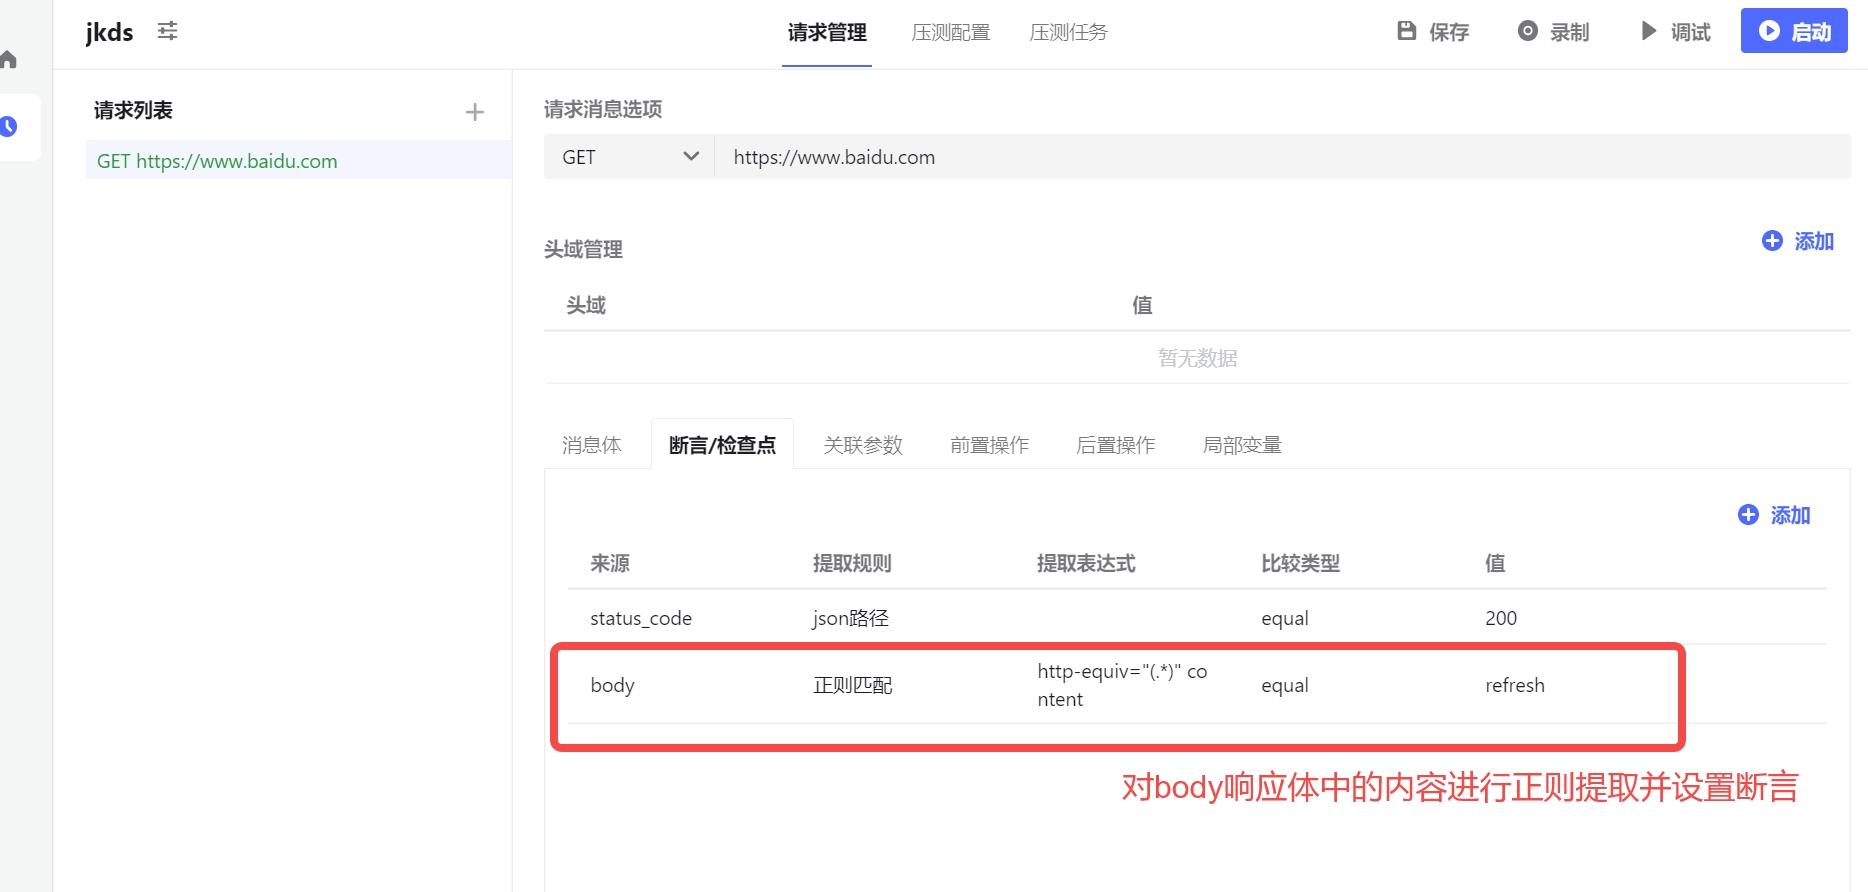 jkds
请求管理
压测配置
压测任务
保存
录制
调试
启动
请求列表
GET https://www.baidu.com
请求消息选项
GET
https://www.baidu.com
头域管理
添加
头域
值
暂无数据
消息体
断言/检查点
关联参数
前置操作
后置操作
局部变量
添加
来源
提取规则
提取表达式
比较类型
值
status_code
json路径
equal
200
body
正则匹配
http-equiv="(.*)" co
ntent
equal
refresh
对body响应体中的内容进行正则提取并设置断言